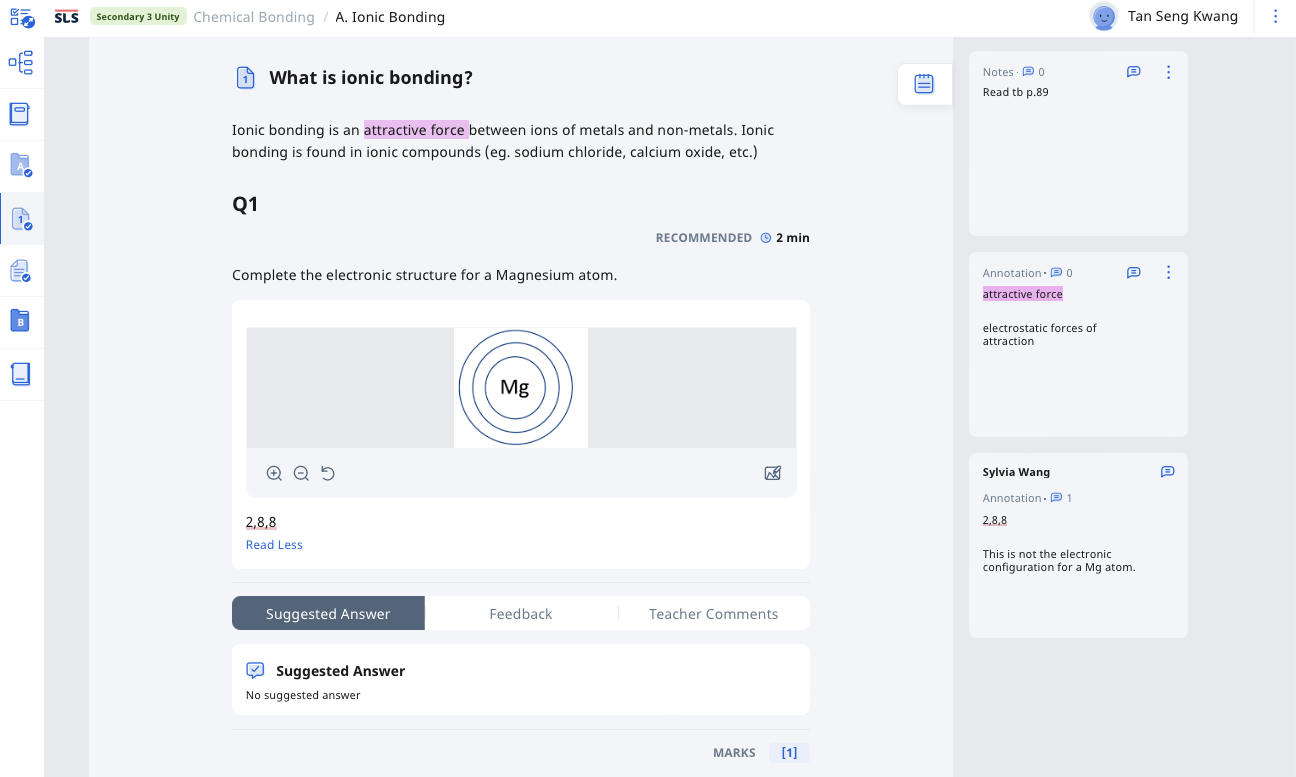 SLS
Secondary 3 Unity
Chemical Bonding / A. Ionic Bonding
Tan Seng Kwang
A
1
B
1
What is ionic bonding?
Ionic bonding is an attractive force between ions of metals and non-metals. Ionic
bonding is found in ionic compounds (eg. sodium chloride, calcium oxide, etc.)
Q1
RECOMMENDED 2 min
Complete the electronic structure for a Magnesium atom.
Mg
2,8,8
Read Less
Suggested Answer
Feedback
Teacher Comments
Suggested Answer
No suggested answer
MARKS [1]
Notes · 0
Read tb p.89
Annotation · 0
attractive force
electrostatic forces of
attraction
Sylvia Wang
Annotation · 1
2,8,8
This is not the electronic
configuration for a Mg atom.